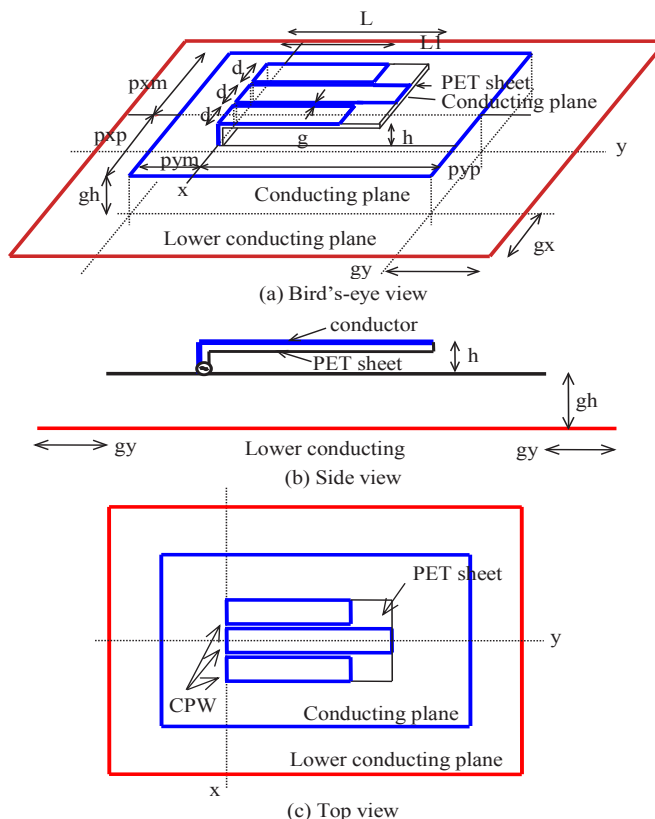 L
L1
pxm
d
d
d
PET sheet
Conducting plane
pxp
g
h
y
pym
pyp
x
gh
Conducting plane
Lower conducting plane
gx
gy
(a) Bird's-eye view
conductor
PET sheet
h
gh
gy
Lower conducting
gy
(b) Side view
PET sheet
y
CPW
Conducting plane
Lower conducting plane
x
(c) Top view